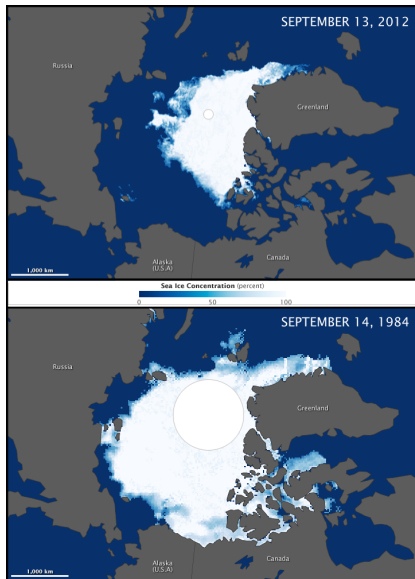 SEPTEMBER 13, 2012
Russia
Greenland
Alaska
(U.S.A)
Canada
1,000 km
Sea Ice Concentration (percent)
0 50 100
SEPTEMBER 14, 1984
Russia
Greenland
Alaska
(U.S.A)
Canada
1,000 km